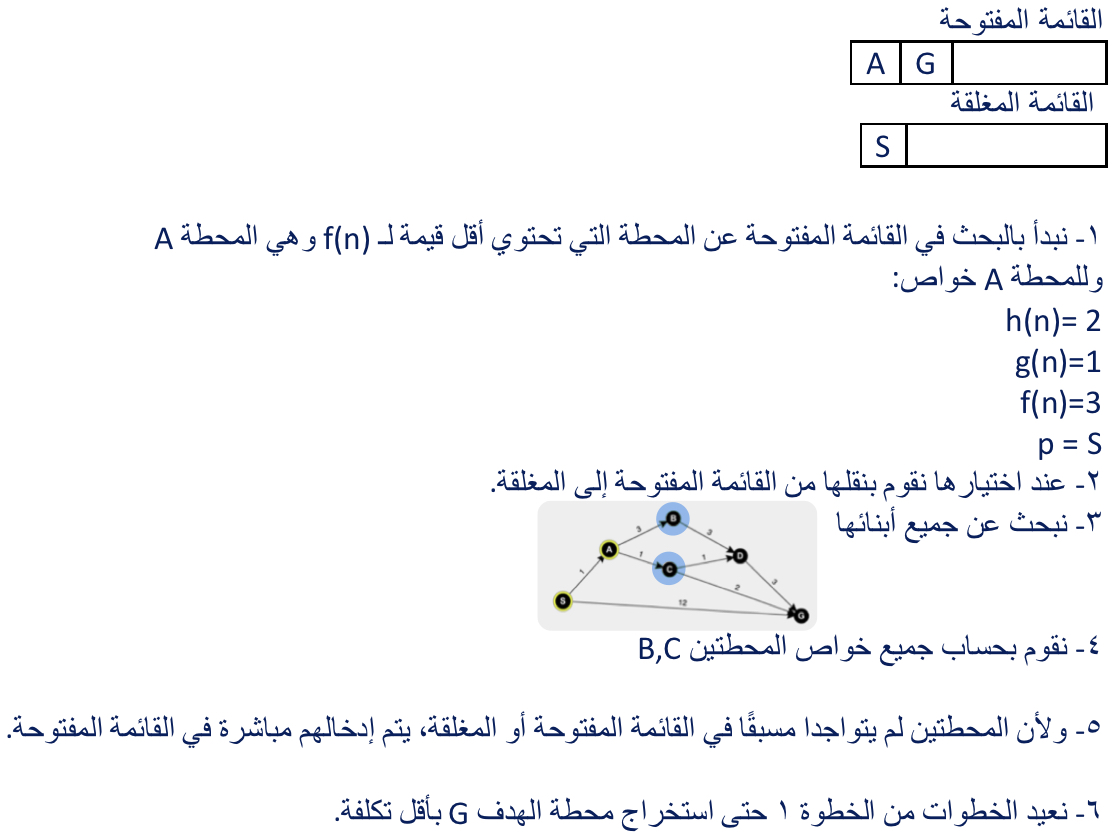 القائمة المفتوحة
A G
القائمة المغلقة
S
١- نبدأ بالبحث في القائمة المفتوحة عن المحطة التي تحتوي أقل قيمة لـ f(n) وهي المحطة A
وللمحطة A خواص:
h(n)= 2
g(n)=1
f(n)=3
p = S
٢- عند اختيارها نقوم بنقلها من القائمة المفتوحة إلى المغلقة.
٣- نبحث عن جميع أبنائها
B
3 3
A D
1 1
C
1 2 3
S 12 G
٤- نقوم بحساب جميع خواص المحطتين B,C
٥- ولأن المحطتين لم يتواجدا مسبقًا في القائمة المفتوحة أو المغلقة، يتم إدخالهم مباشرة في القائمة المفتوحة.
٦- نعيد الخطوات من الخطوة ١ حتى استخراج محطة الهدف G بأقل تكلفة.